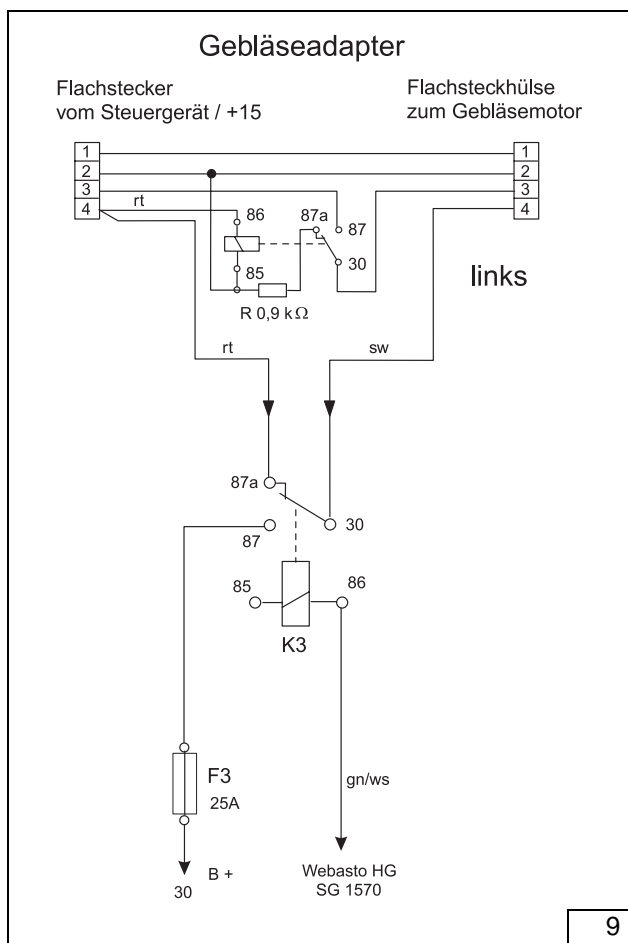 Gebläseadapter
Flachstecker
vom Steuergerät / +15
Flachsteckhülse
zum Gebläsemotor
1
2
3
4
1
2
3
4
rt
86
87a
87
85
30
R 0,9 kΩ
links
rt
sw
87a
30
87
85
86
K3
F3
25A
gn/ws
B +
30
Webasto HG
SG 1570
9